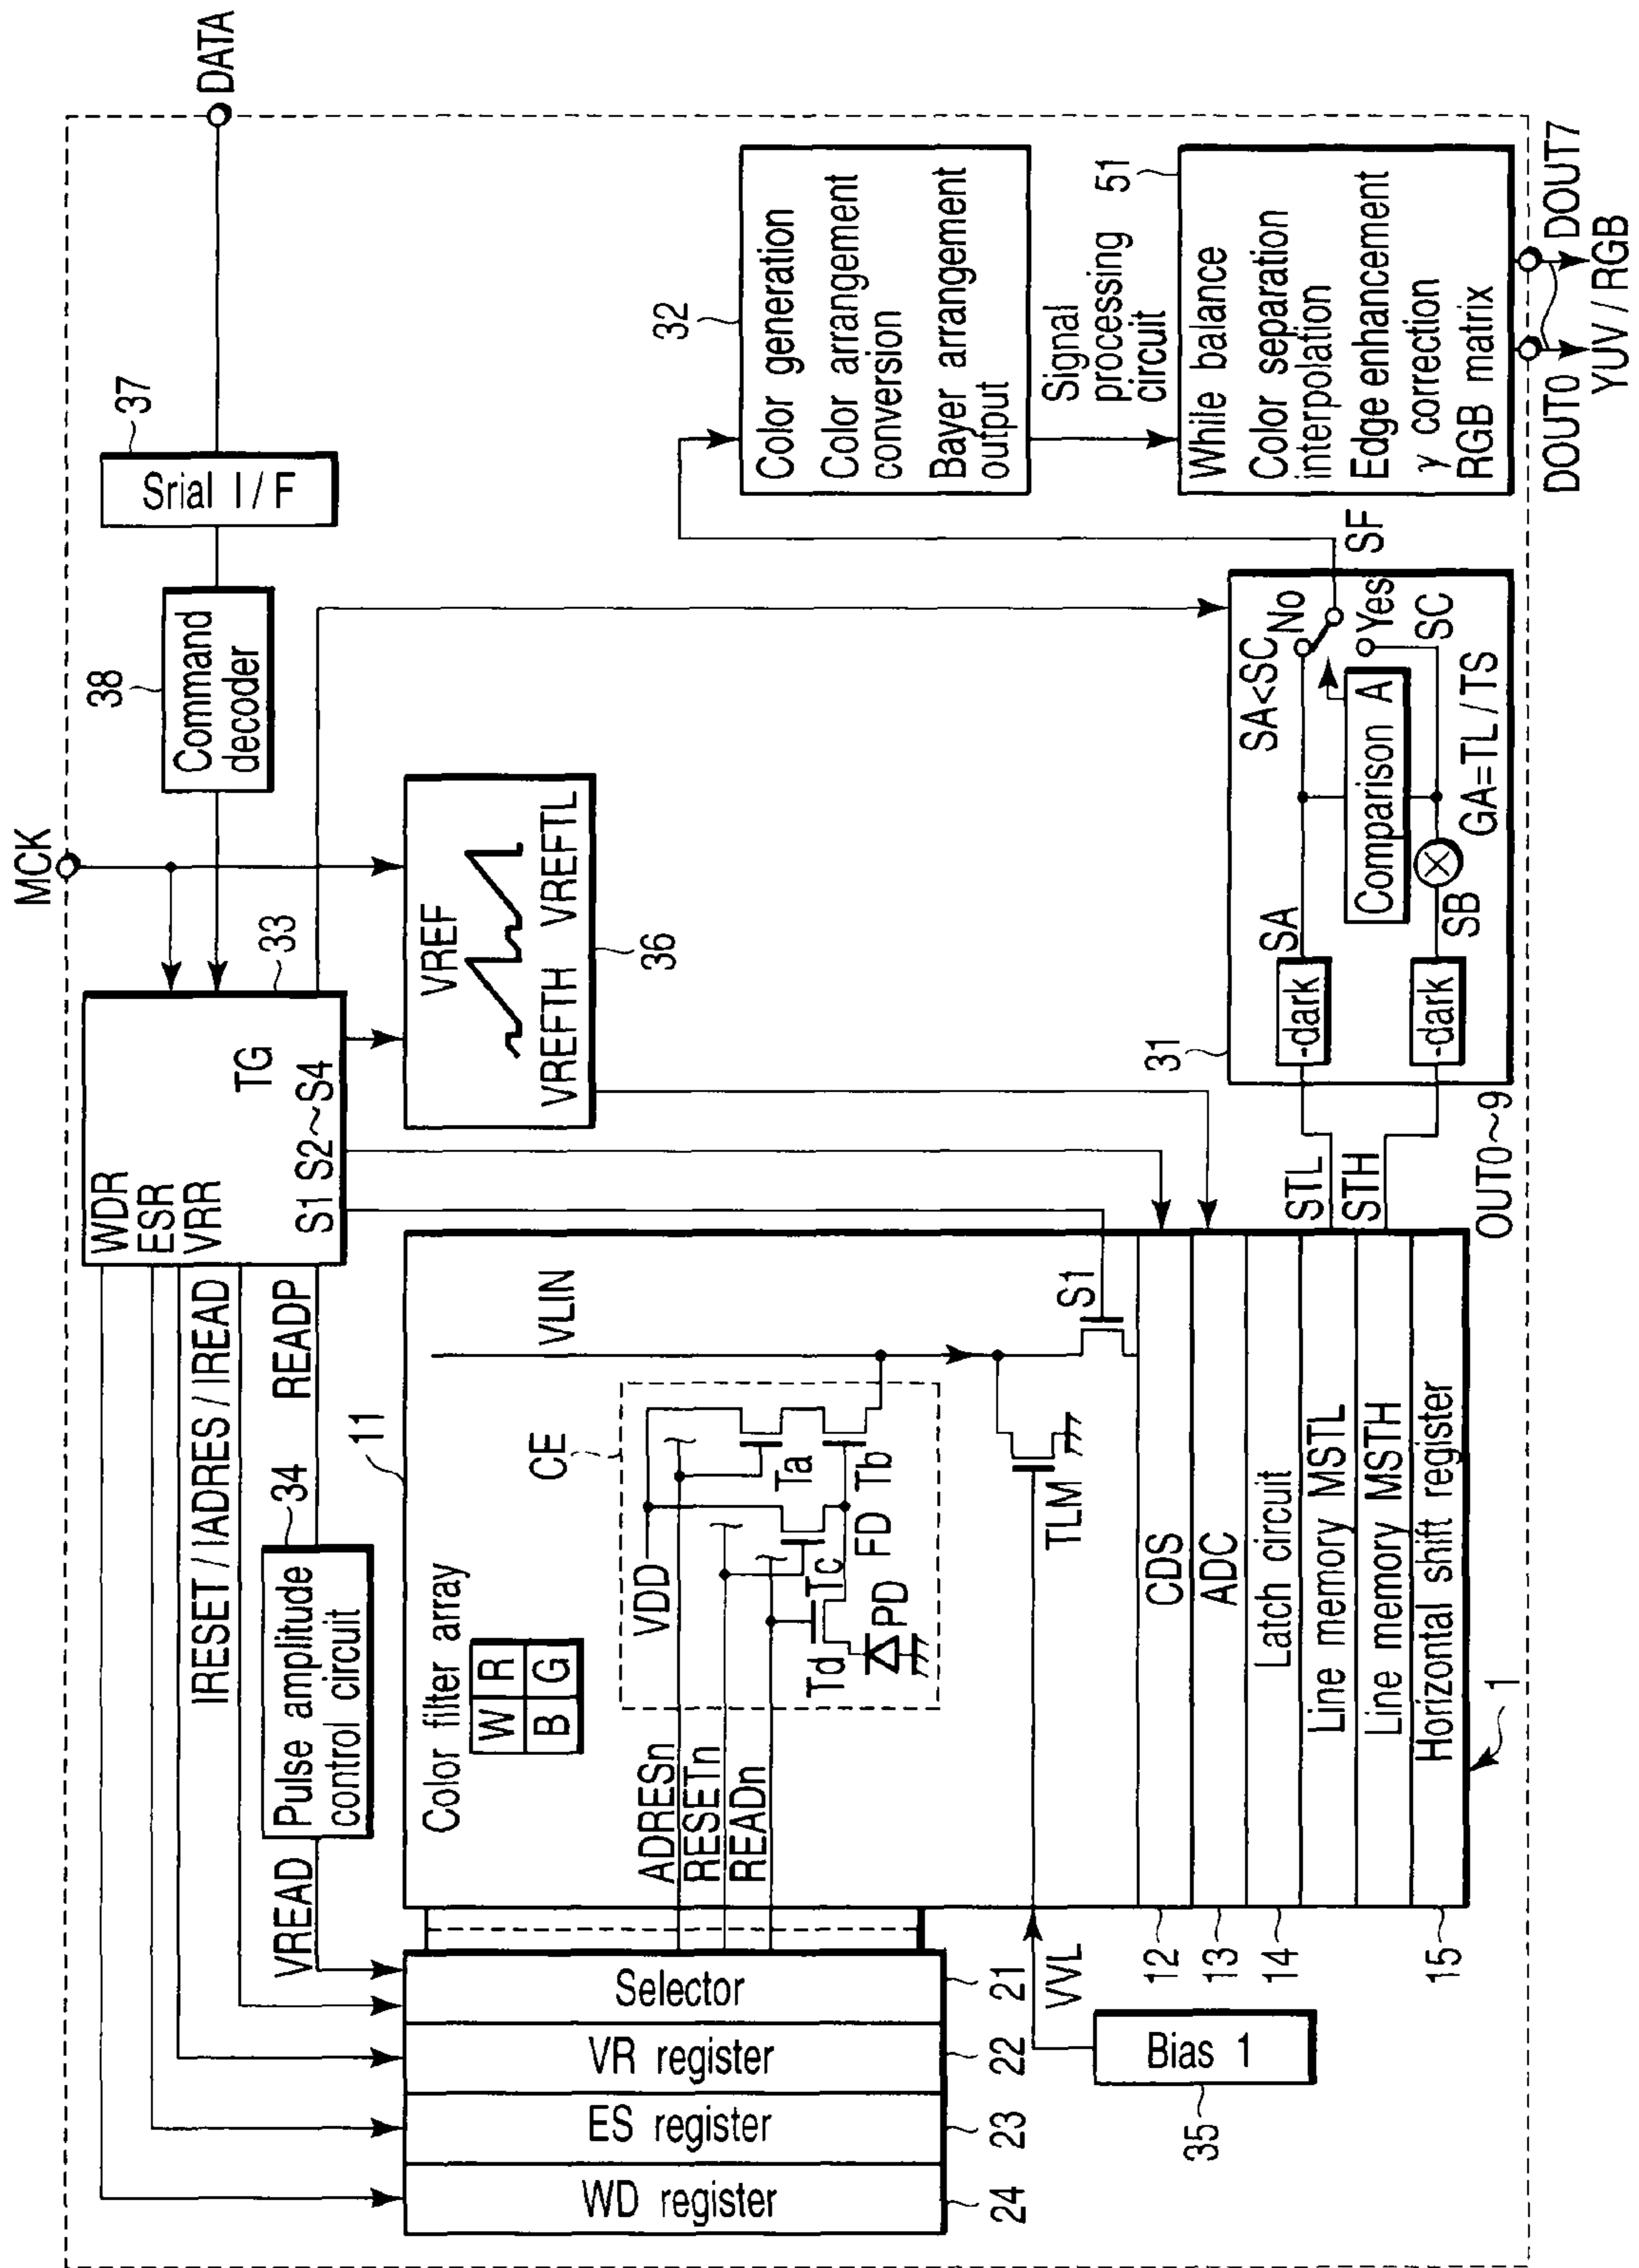 MCK
DATA
37
Srial I / F
38
Command
decoder
33
WDR
ESR
VRR
TG
S1 S2~S4
IRESET / IADRES / IREAD
READP
34
Pulse amplitude
control circuit
VREAD
VREF
VREFTH VREFTL
36
11
Color filter array
W R
B G
CE
VDD
ADRESn
RESETn
READn
Ta
Tb
Tc
Td
FD
PD
VLIN
TLM
S1
CDS
ADC
Latch circuit
Line memory MSTL
Line memory MSTH
Horizontal shift register
12
13
14
15
1
Selector
VR register
ES register
WD register
21
22
23
24
VVL
Bias 1
35
STL
STH
OUT0~9
31
-dark
-dark
SA
SB
Comparison A
SA<SC
No
Yes
SC
GA=TL / TS
SF
32
Color generation
Color arrangement
conversion
Bayer arrangement
output
Signal
processing
circuit
51
While balance
Color separation
interpolation
Edge enhancement
γ correction
RGB matrix
DOUT0
DOUT7
YUV / RGB